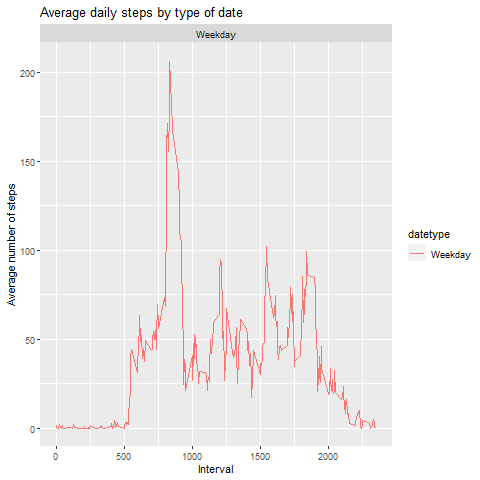 Average daily steps by type of date
Weekday
200
150
100
50
0
Average number of steps
0 500 1000 1500 2000
Interval
datetype
Weekday